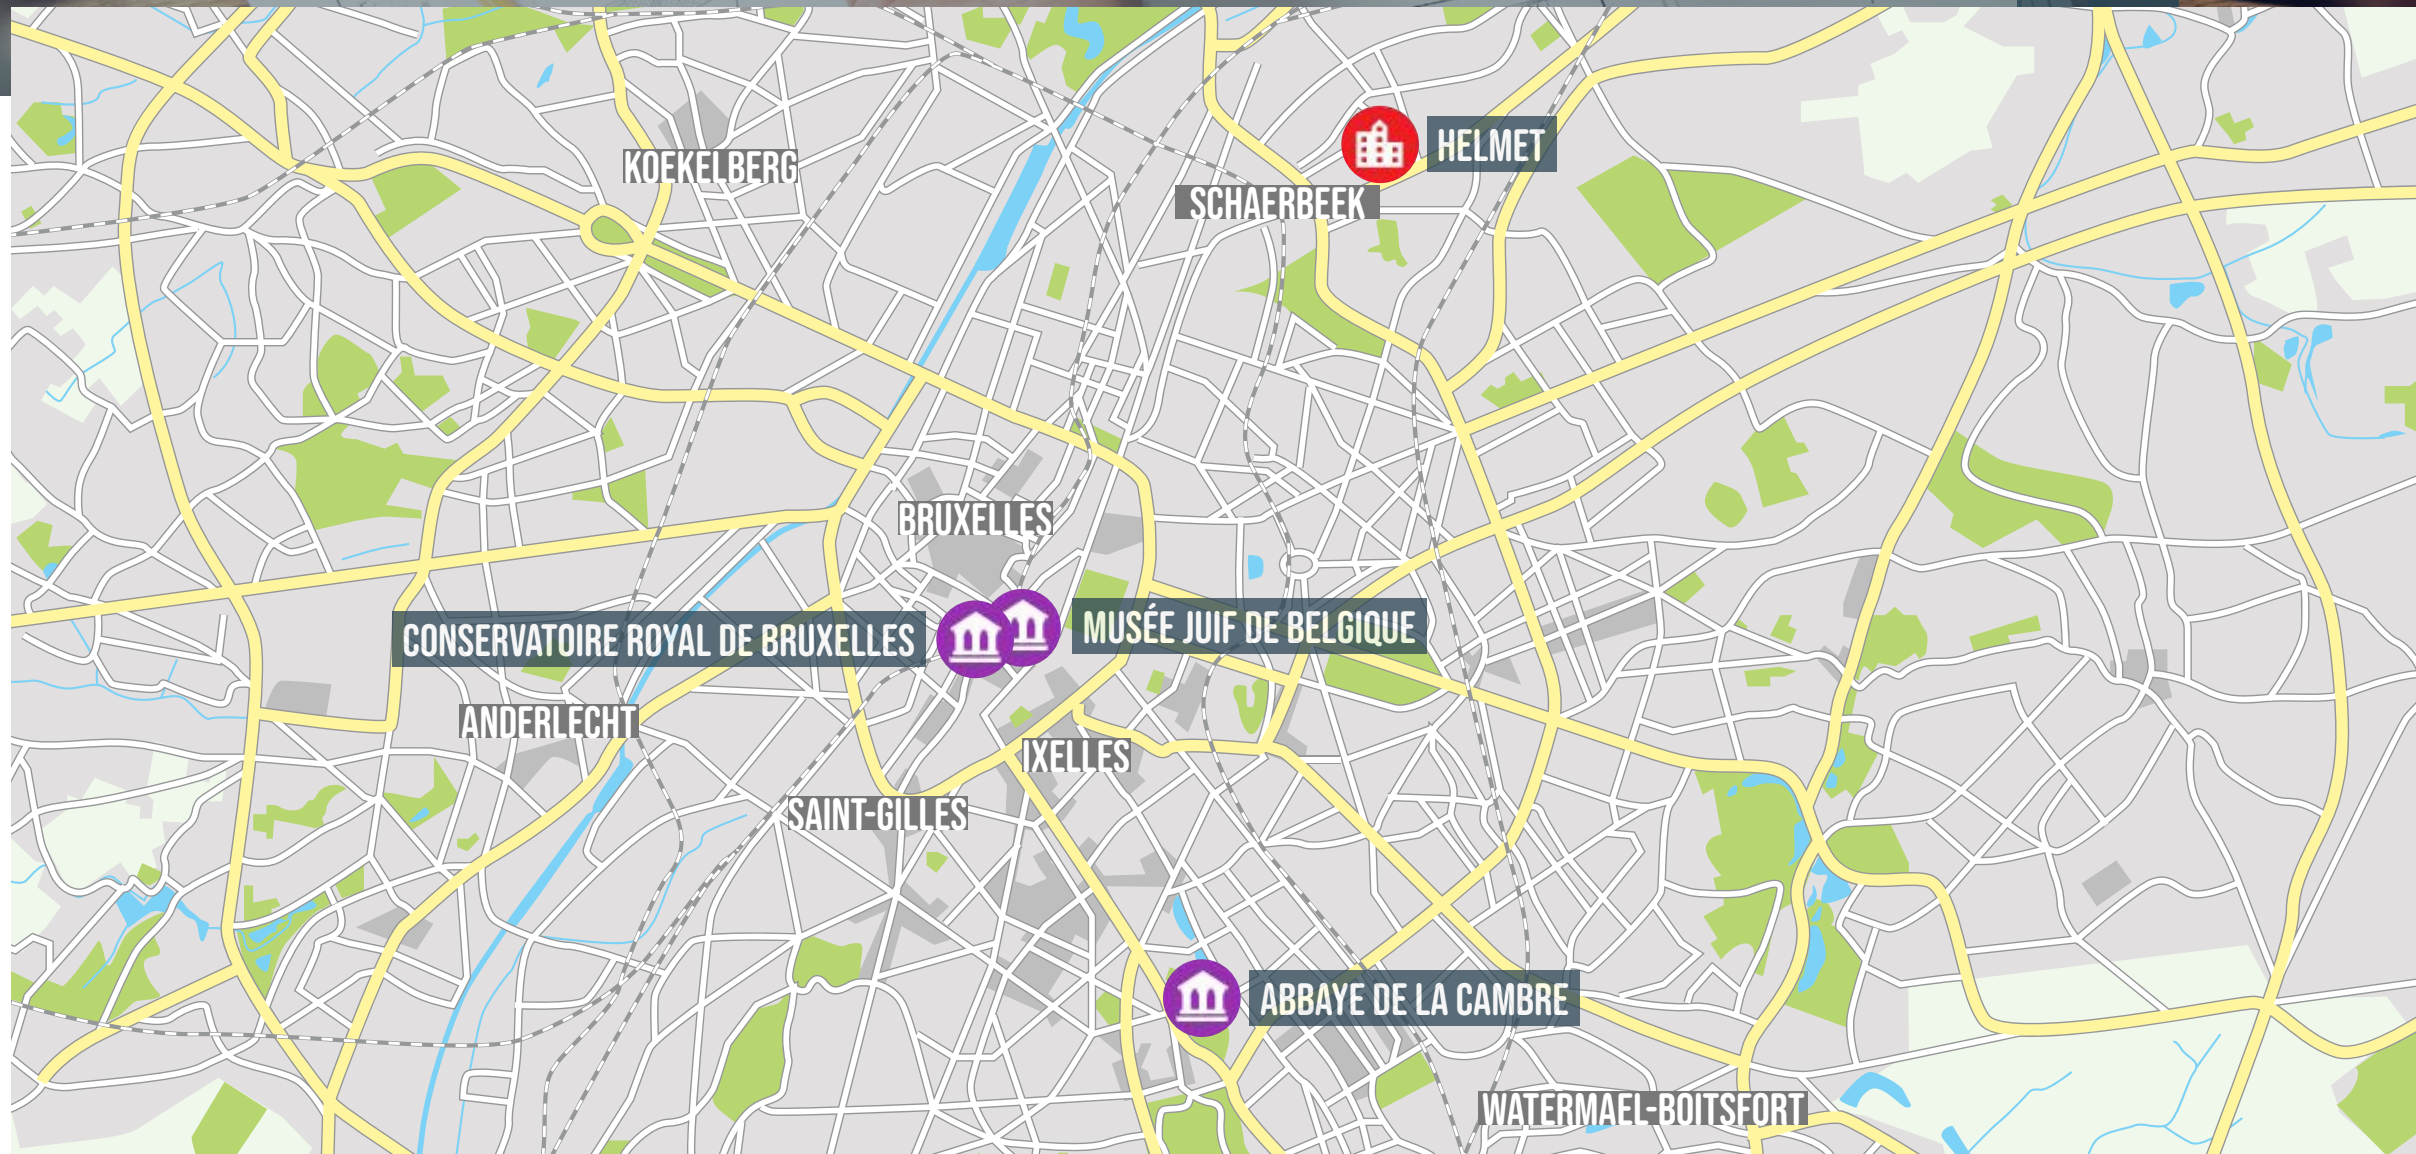 HELMET
KOEKELBERG
SCHAERBEEK
BRUXELLES
MUSÉE JUIF DE BELGIQUE
CONSERVATOIRE ROYAL DE BRUXELLES
ANDERLECHT
IXELLES
SAINT-GILLES
ABBAYE DE LA CAMBRE
WATERMAEL-BOITSFORT